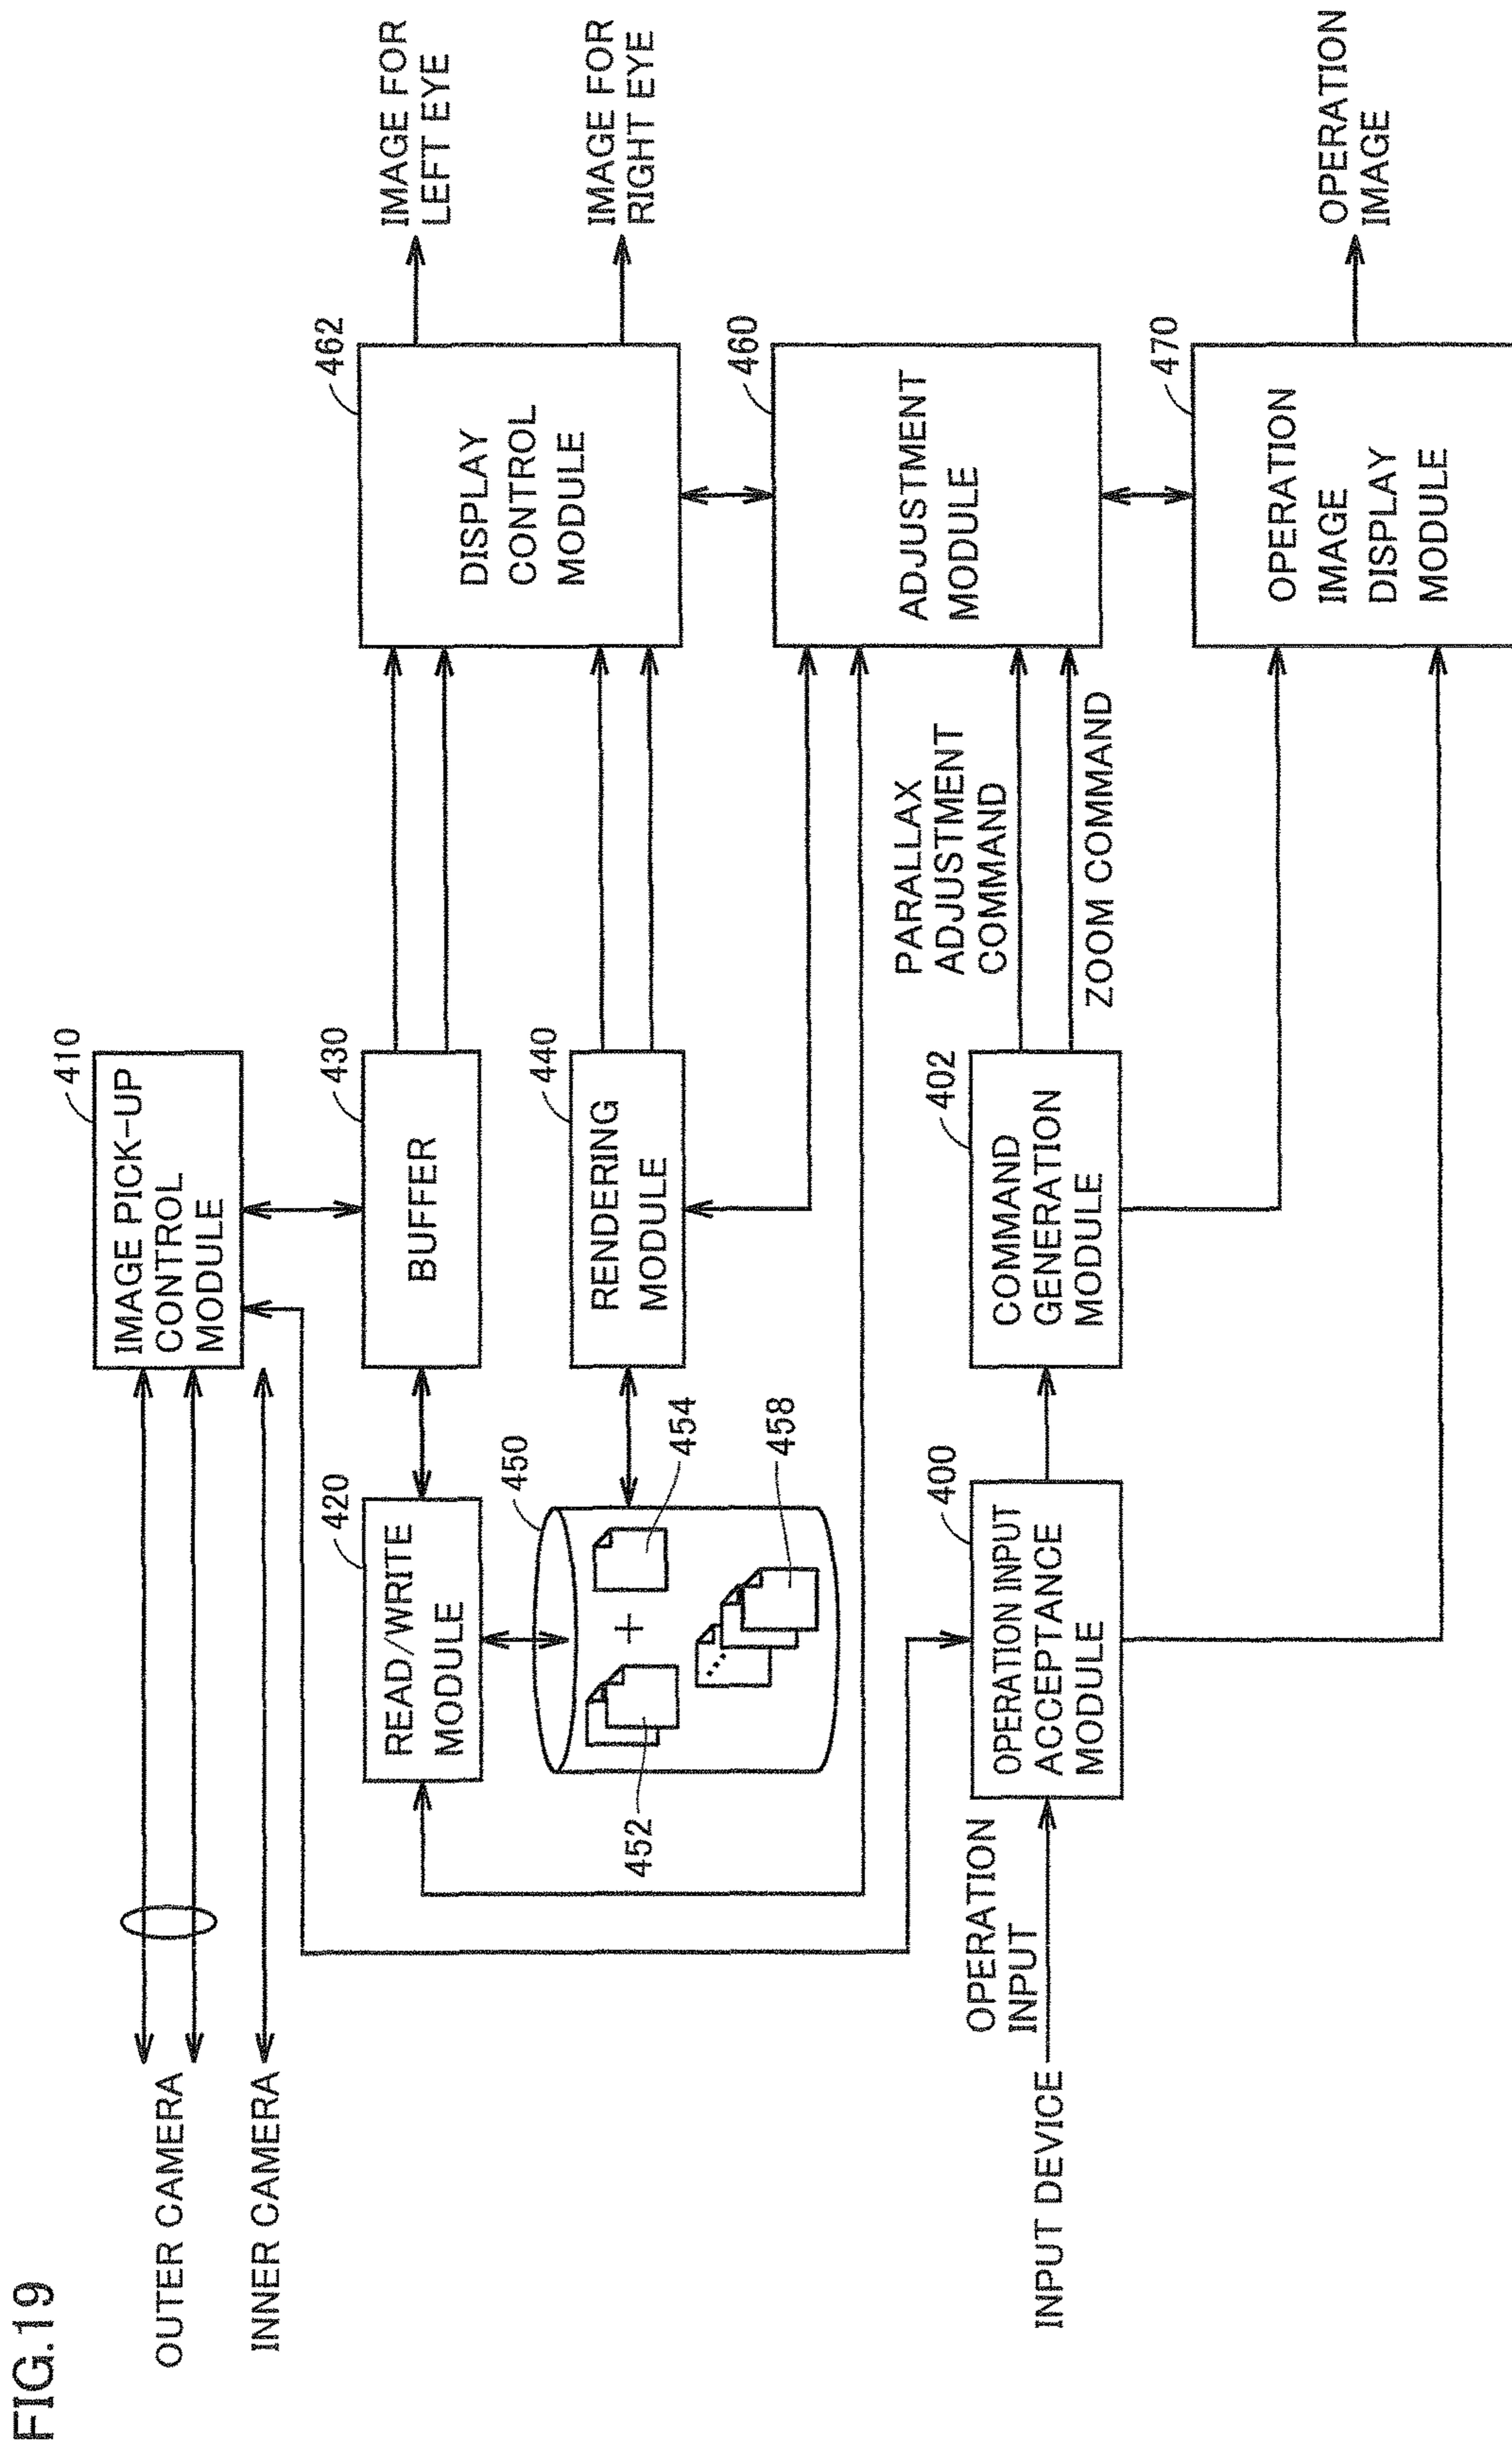 FIG.19
OUTER CAMERA
INNER CAMERA
410
IMAGE PICK-UP
CONTROL
MODULE
420
READ/WRITE
MODULE
430
BUFFER
462
DISPLAY
CONTROL
MODULE
IMAGE FOR
LEFT EYE
IMAGE FOR
RIGHT EYE
450
452
+
454
458
440
RENDERING
MODULE
460
ADJUSTMENT
MODULE
PARALLAX
ADJUSTMENT
COMMAND
ZOOM COMMAND
INPUT DEVICE
OPERATION
INPUT
400
OPERATION INPUT
ACCEPTANCE
MODULE
402
COMMAND
GENERATION
MODULE
470
OPERATION
IMAGE
DISPLAY
MODULE
OPERATION
IMAGE